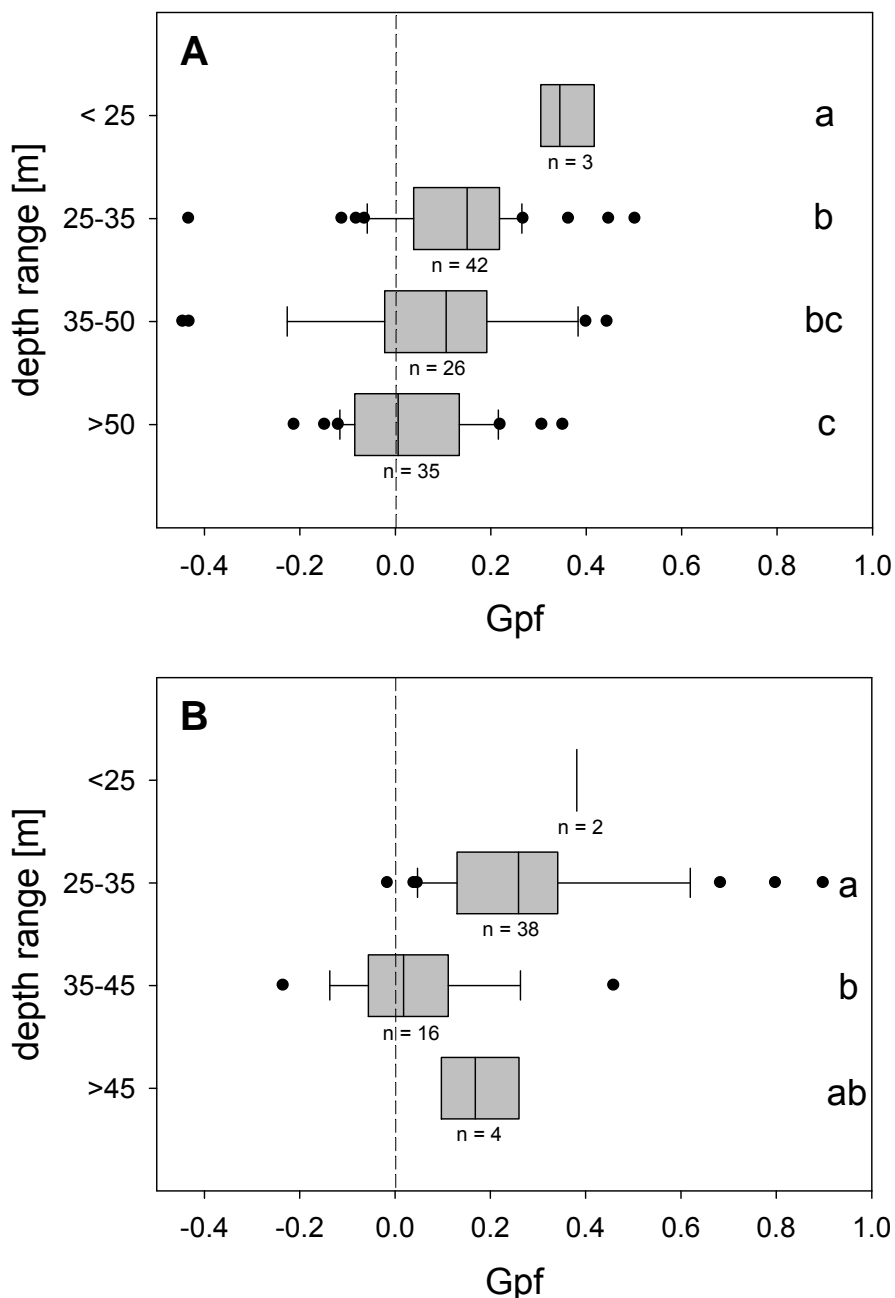 A
depth range [m]
< 25
a
n = 3
25-35
b
n = 42
35-50
bc
n = 26
>50
c
n = 35
-0.4 -0.2 0.0 0.2 0.4 0.6 0.8 1.0
Gpf
B
depth range [m]
<25
n = 2
25-35
a
n = 38
35-45
b
n = 16
>45
ab
n = 4
-0.4 -0.2 0.0 0.2 0.4 0.6 0.8 1.0
Gpf